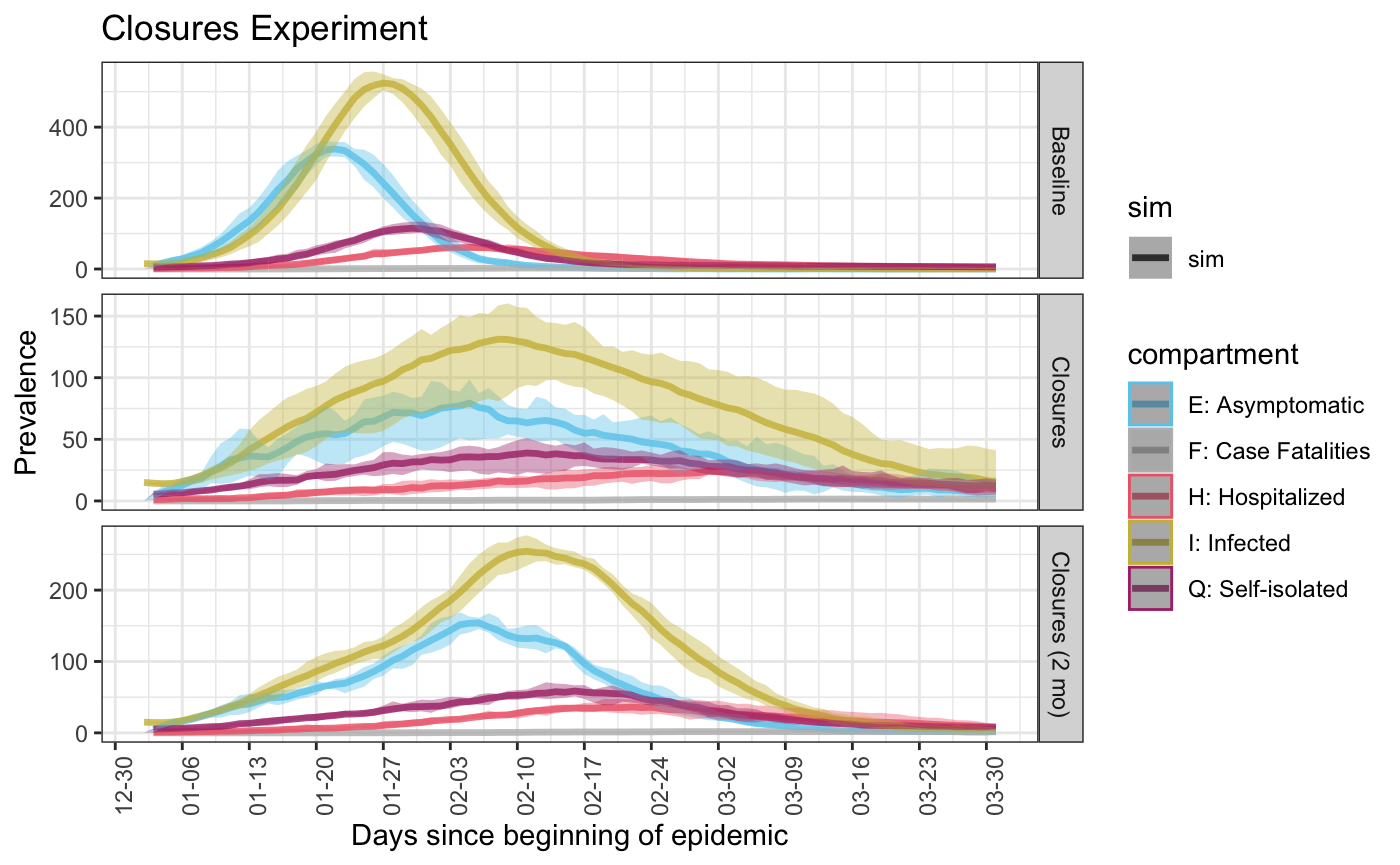 Closures Experiment
Prevalence
400
200
0
Baseline
150
100
50
0
Closures
200
100
0
Closures (2 mo)
12-30
01-06
01-13
01-20
01-27
02-03
02-10
02-17
02-24
03-02
03-09
03-16
03-23
03-30
Days since beginning of epidemic
sim
sim
compartment
E: Asymptomatic
F: Case Fatalities
H: Hospitalized
I: Infected
Q: Self-isolated